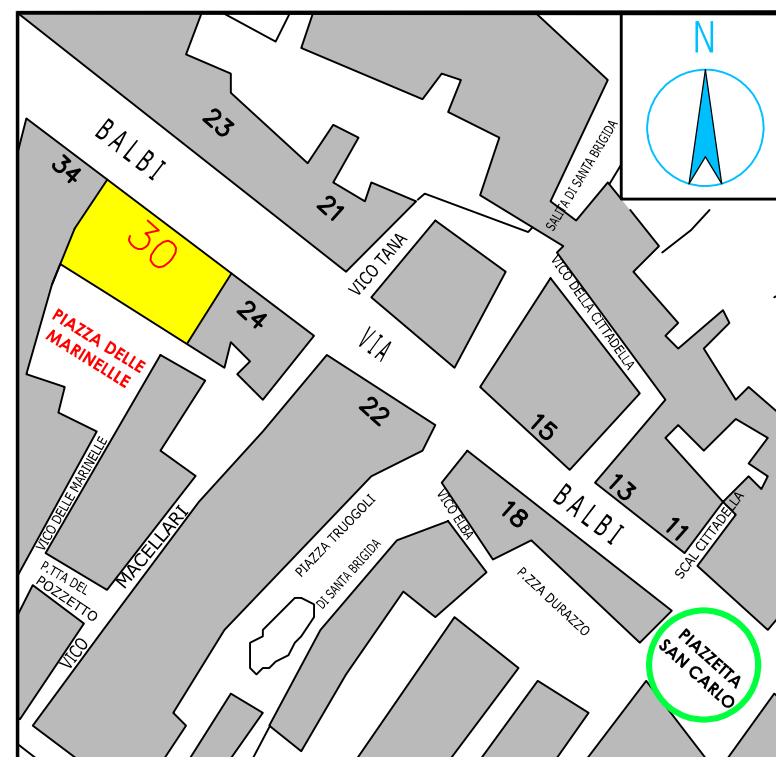 N
23
BALBI
34
21
SALITA DI SANTA BRIGIDA
30
VICO TANA
VICO DELLA CITTADELLA
24
PIAZZA DELLE
MARINELLLE
VIA
22
15
VICO DELLE MARINELLE
MACELLARI
PIAZZA TRUOGOLI
DI SANTA BRIGIDA
VICO ELBA
18
BALBI
13
11
SCAL CITTADELLA
P.TTA DEL
POZZETTO
VICO
P.ZZA DURAZZO
PIAZZETTA
SAN CARLO